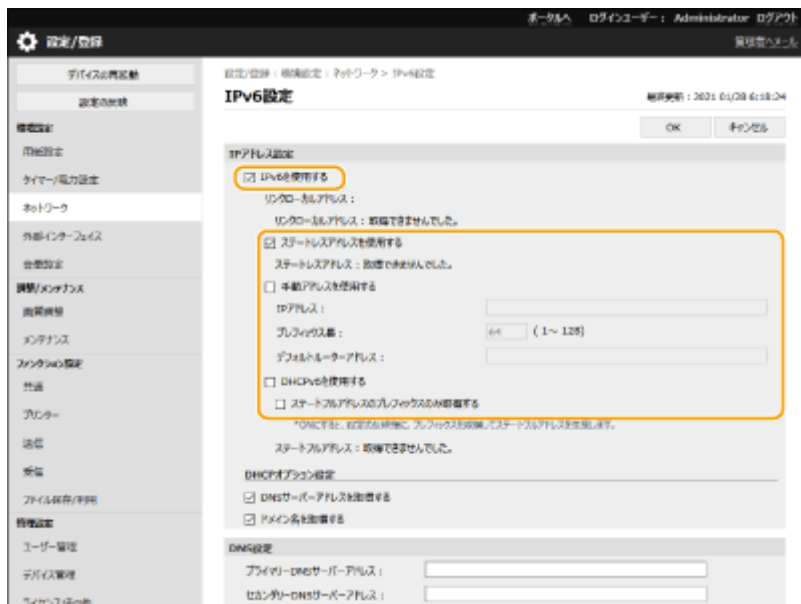 ポータルへ ログインユーザー： Administrator ログアウト
設定/登録
管理者へメール
デバイスの再起動
設定の反映
環境設定
用紙設定
タイマー/電力設定
ネットワーク
外部インターフェイス
音量設定
調整/メンテナンス
画質調整
メンテナンス
ファンクション設定
共通
プリンター
送信
受信
ファイル保存/利用
管理設定
ユーザー管理
デバイス管理
ライセンス/その他
設定/登録 : 環境設定 : ネットワーク > IPv6設定
IPv6設定
最終更新 : 2021 01/28 6:18:24
OK
キャンセル
IPアドレス設定
IPv6を使用する
リンクローカルアドレス :
リンクローカルアドレス : 取得できませんでした。
ステートレスアドレスを使用する
ステートレスアドレス : 取得できませんでした。
手動アドレスを使用する
IPアドレス :
プレフィックス長 : 64 ( 1～ 128)
デフォルトルーターアドレス :
DHCPv6を使用する
ステートフルアドレスのプレフィックスのみ取得する
ステートフルアドレス : 取得できませんでした。
DHCPオプション設定
DNSサーバーアドレスを取得する
ドメイン名を取得する
DNS設定
プライマリーDNSサーバーアドレス :
セカンダリーDNSサーバーアドレス :